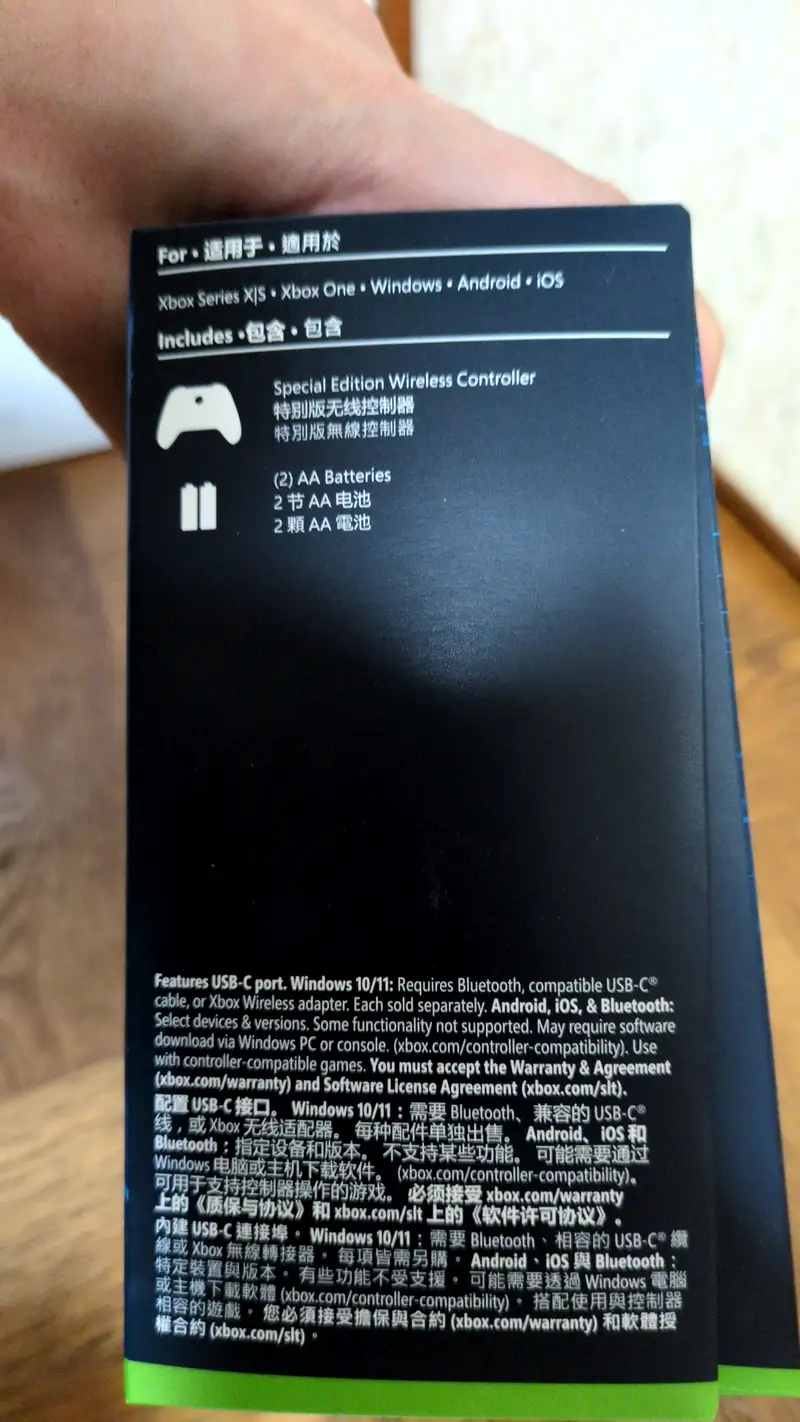 For • 适用于 • 適用於
Xbox Series X|S • Xbox One • Windows • Android • iOS
Includes •包含 • 包含
Special Edition Wireless Controller
特别版无线控制器
特別版無線控制器
(2) AA Batteries
2 节 AA 电池
2 顆 AA 電池
Features USB-C port. Windows 10/11: Requires Bluetooth, compatible USB-C®
cable, or Xbox Wireless adapter. Each sold separately. Android, iOS, & Bluetooth:
Select devices & versions. Some functionality not supported. May require software
download via Windows PC or console. (xbox.com/controller-compatibility). Use
with controller-compatible games. You must accept the Warranty & Agreement
(xbox.com/warranty) and Software License Agreement (xbox.com/slt).
配置 USB-C 接口。 Windows 10/11：需要 Bluetooth、兼容的 USB-C®
线，或 Xbox 无线适配器。 每种配件单独出售。 Android、iOS 和
Bluetooth：指定设备和版本。 不支持某些功能。 可能需要通过
Windows 电脑或主机下载软件。 (xbox.com/controller-compatibility)。
可用于支持控制器操作的游戏。 必须接受 xbox.com/warranty
上的《质保与协议》和 xbox.com/slt 上的《软件许可协议》。
內建 USB-C 連接埠。Windows 10/11：需要 Bluetooth、相容的 USB-C® 纜
線或 Xbox 無線轉接器。每項皆需另購。Android、iOS 與 Bluetooth：
特定裝置與版本。有些功能不受支援。可能需要透過 Windows 電腦
或主機下載軟體 (xbox.com/controller-compatibility)。搭配使用與控制器
相容的遊戲。您必須接受擔保與合約 (xbox.com/warranty) 和軟體授
權合約 (xbox.com/slt)。